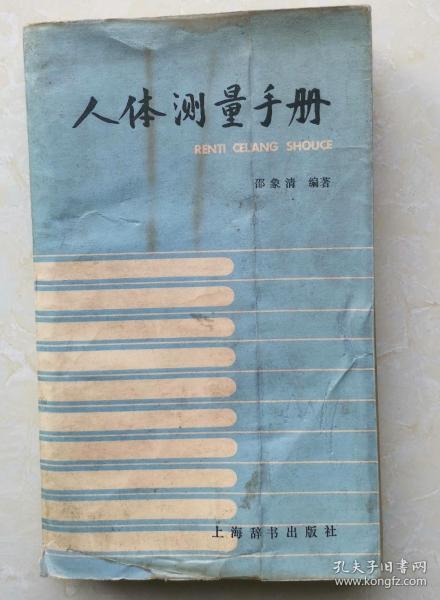 人体测量手册
RENTI CELANG SHOUCE
邵象清 编著
上海辞书出版社
孔夫子旧书网
www.kongfz.com